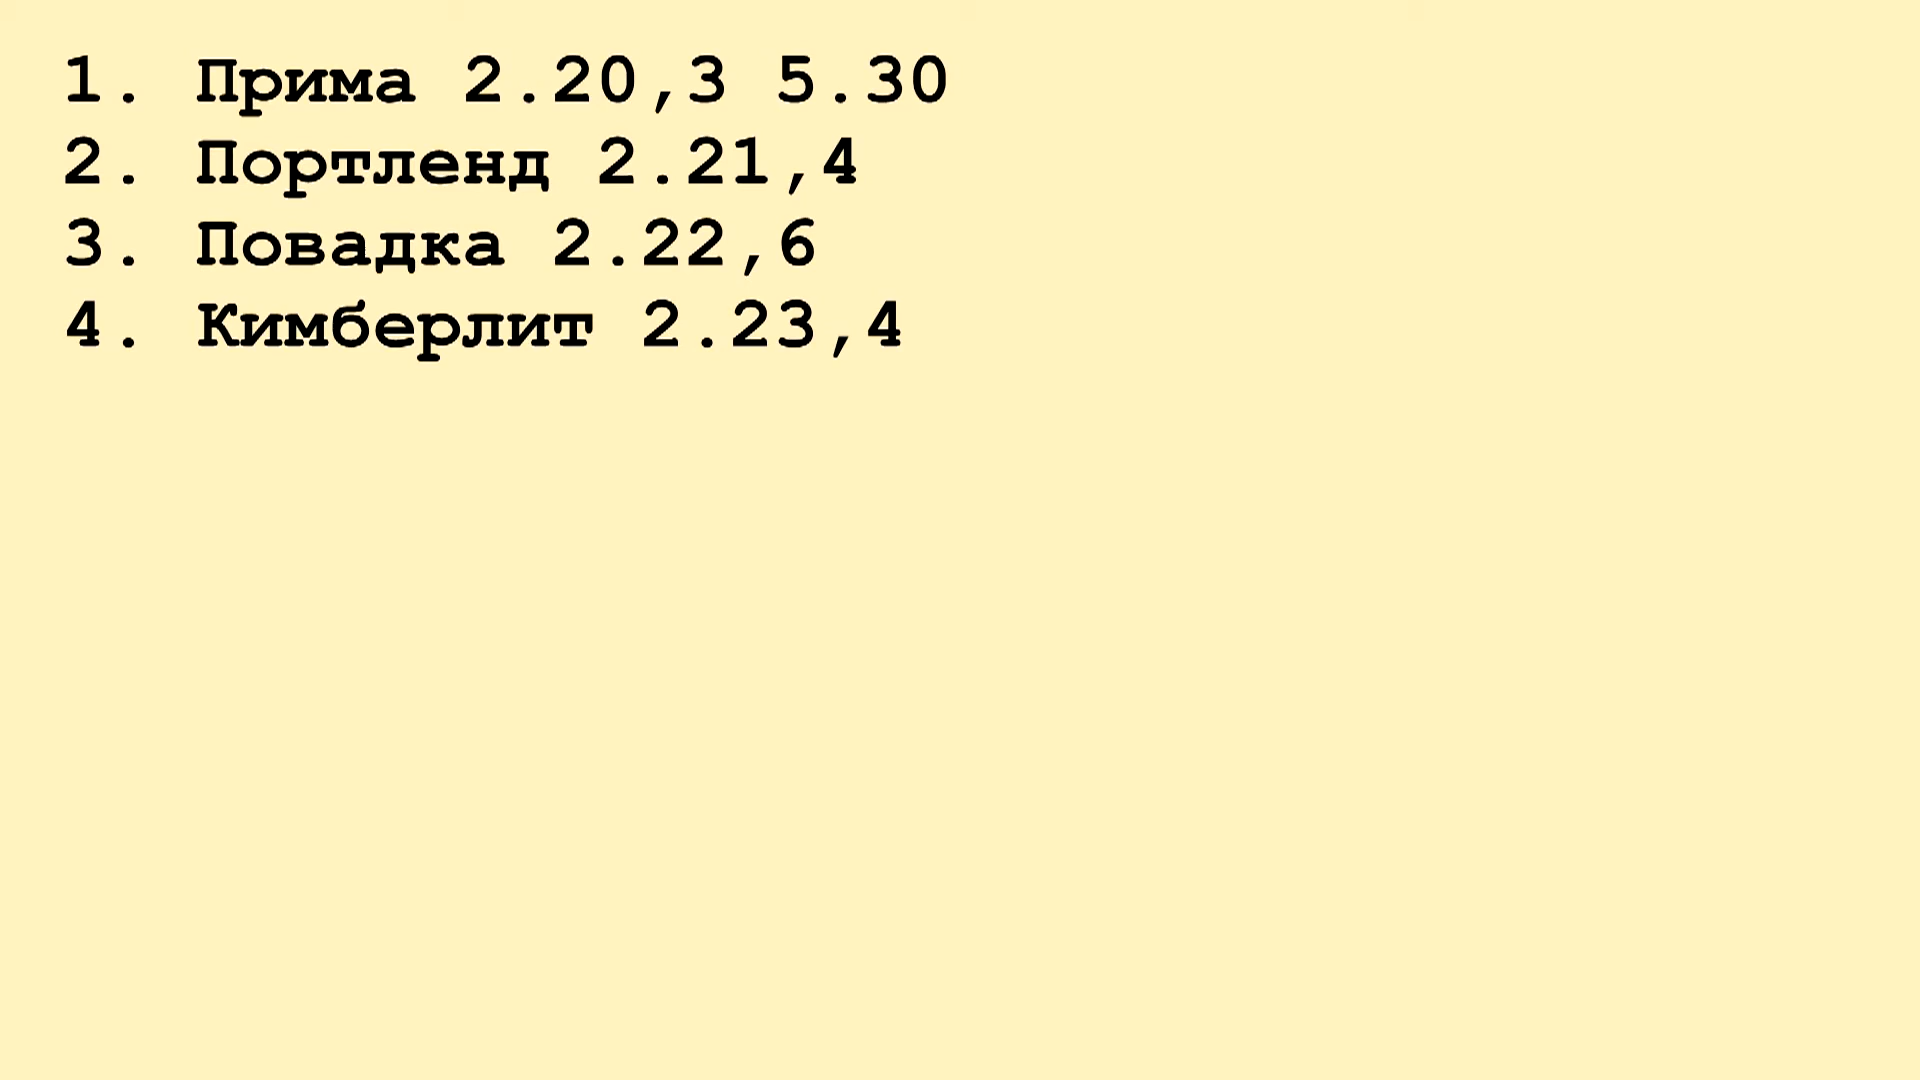 1. Прима 2.20,3 5.30
2. Портленд 2.21,4
3. Повадка 2.22,6
4. Кимберлит 2.23,4